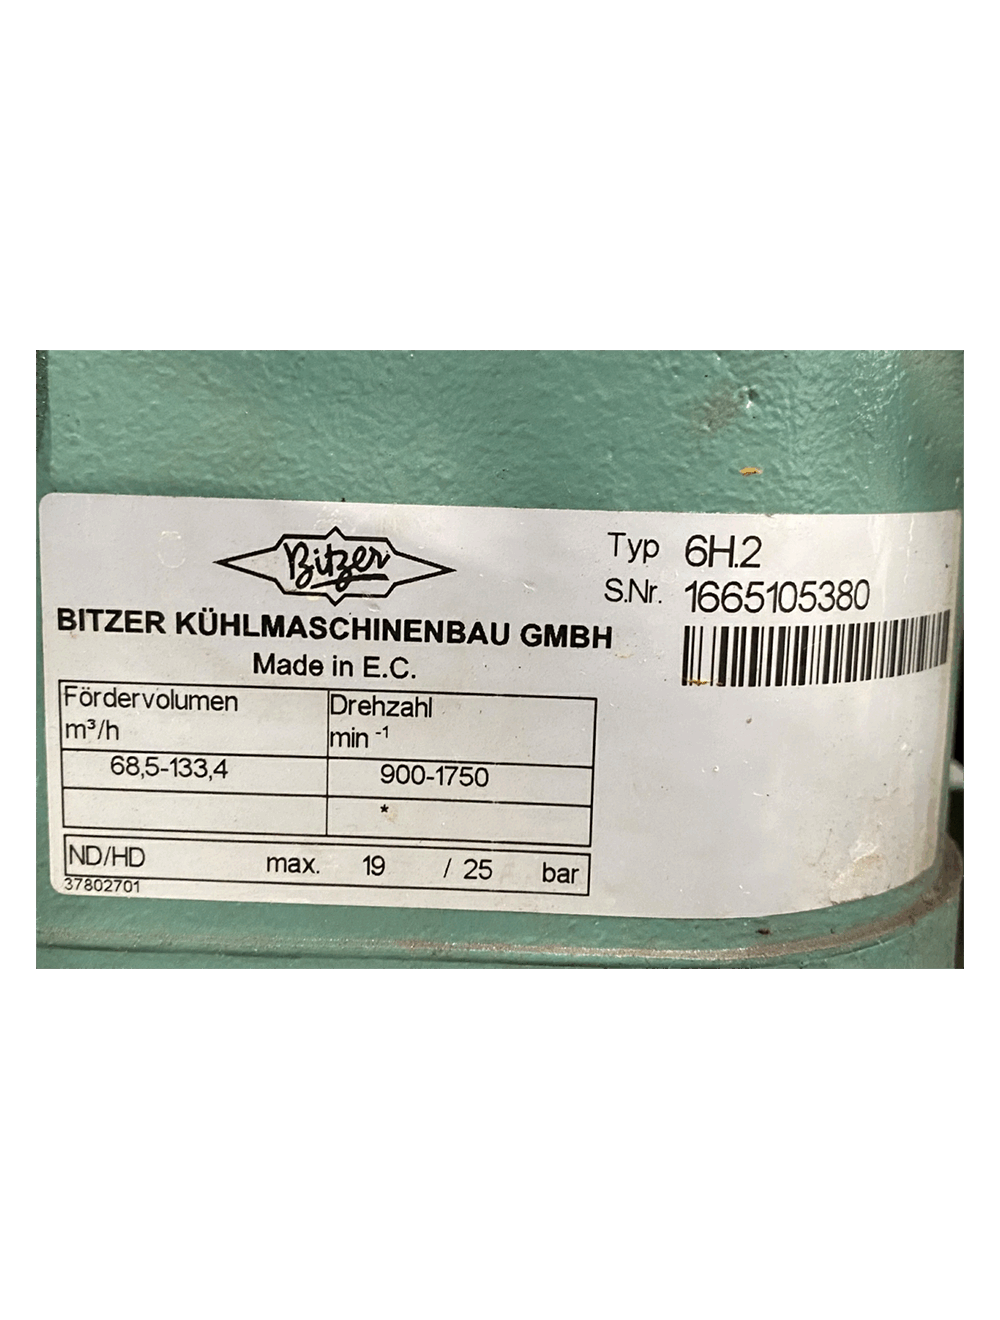 Bitzer
BITZER KÜHLMASCHINENBAU GMBH
Made in E.C.
Typ 6H.2
S.Nr. 1665105380
Fördervolumen m³/h
Drehzahl min -1
68,5-133,4
900-1750
*
ND/HD max. 19 / 25 bar
37802701